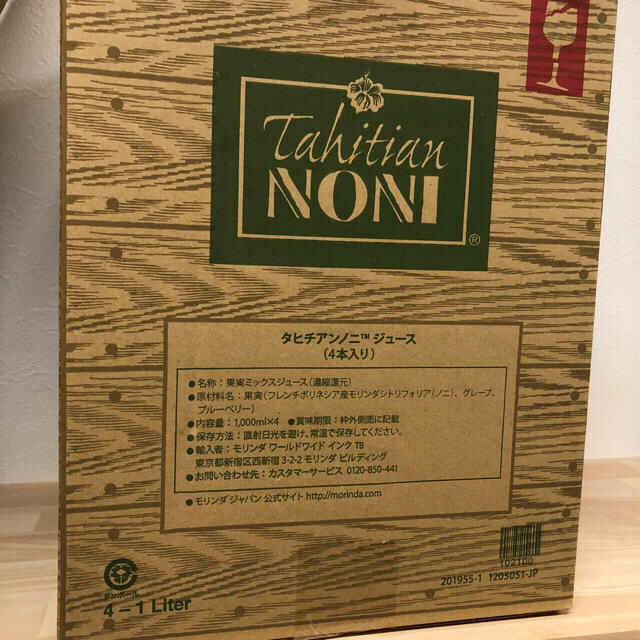 Tahitian
NONI
®
タヒチアンノニ™ ジュース
（4本入り）
●名称：果実ミックスジュース（濃縮還元）
●原材料名：果実（フレンチポリネシア産モリンダシトリフォリア（ノニ）、グレープ、
ブルーベリー）
●内容量：1,000ml×4 ●賞味期限：枠外側面に記載
●保存方法：直射日光を避け、常温で保存してください。
●輸入者：モリンダ ワールドワイド インク TB
東京都新宿区西新宿 3-2-2 モリンダ ビルディング
●お問い合わせ先：カスタマーサービス 0120-850-441
●モリンダ ジャパン 公式サイト http://morinda.com
102100
201955-1 1205051-JP
ダンボール
4 – 1 Liter